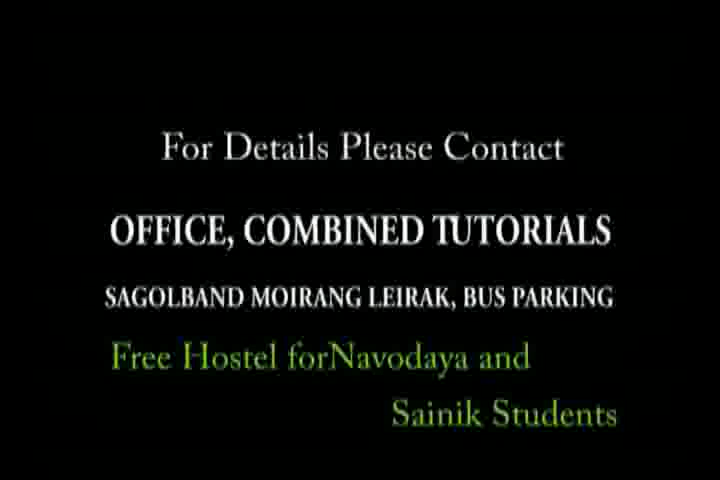 For Details Please Contact
OFFICE, COMBINED TUTORIALS
SAGOLBAND MOIRANG LEIRAK, BUS PARKING
Free Hostel forNavodaya and
Sainik Students